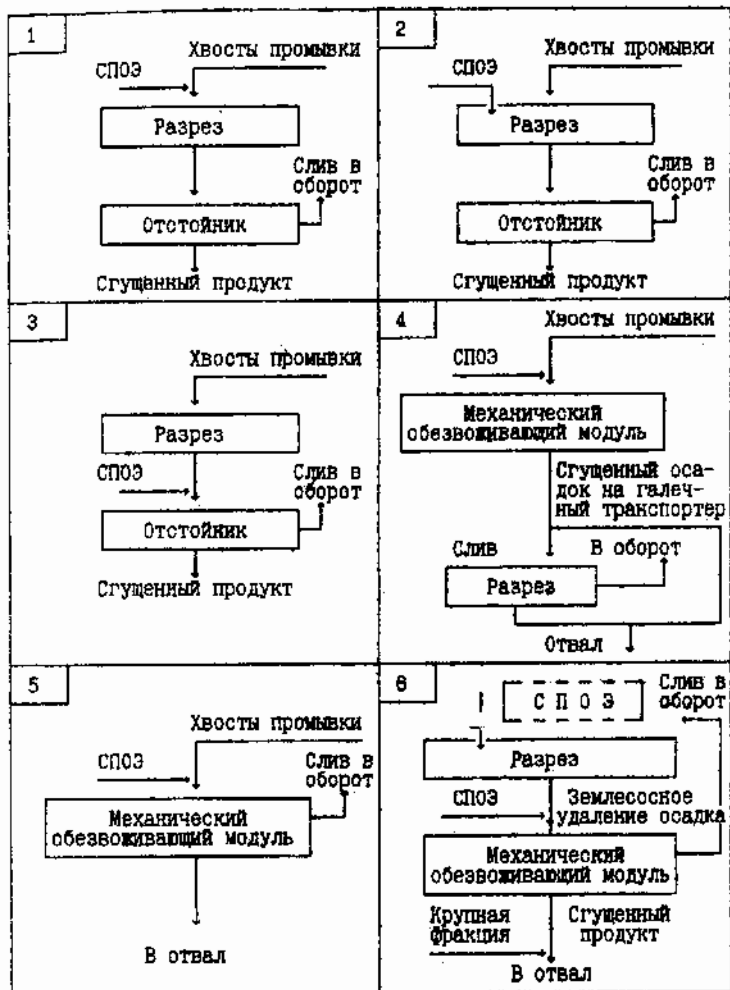 1
Хвосты промывки
СПОЭ
Разрез
Слив в
оборот
Отстойник
Сгущенный продукт
2
Хвосты промывки
СПОЭ
Разрез
Слив в
оборот
Отстойник
Сгущенный продукт
3
Хвосты промывки
Разрез
СПОЭ
Слив в
оборот
Отстойник
Сгущенный продукт
4
Хвосты промывки
СПОЭ
Механический
обезвоживающий модуль
Сгущенный оса-
док на галеч-
ный транспортер
Слив
В оборот
Разрез
Отвал
5
Хвосты промывки
СПОЭ
Слив в
оборот
Механический
обезвоживающий модуль
В отвал
6
С П О Э
Слив в
оборот
Разрез
СПОЭ
Землесосное
удаление осадка
Механический
обезвоживающий модуль
Крупная
фракция
Сгущенный
продукт
В отвал